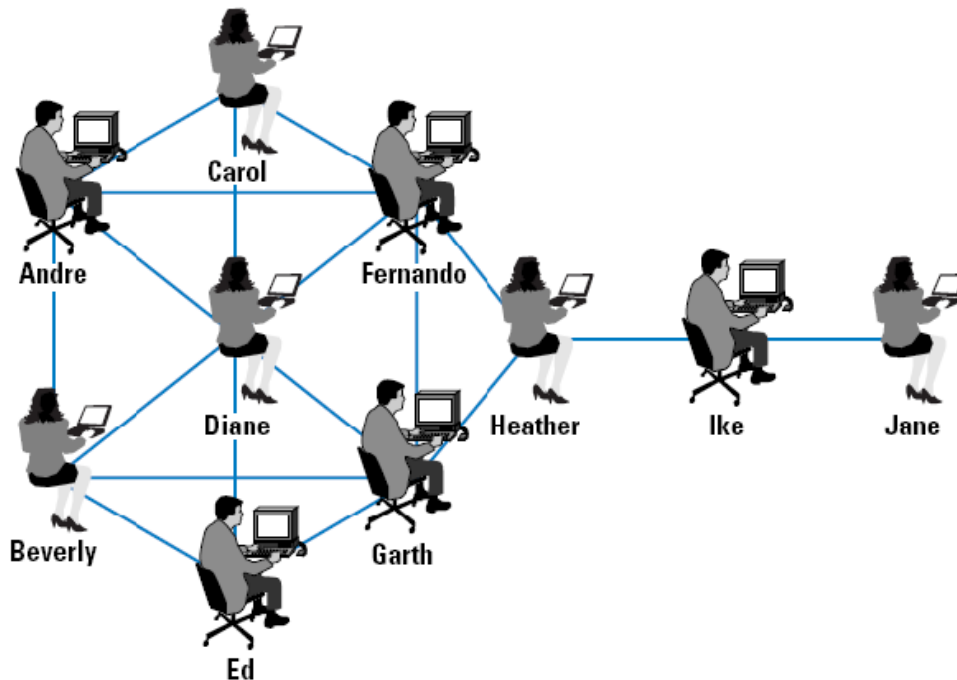 Carol
Andre
Fernando
Diane
Heather
Ike
Jane
Beverly
Garth
Ed